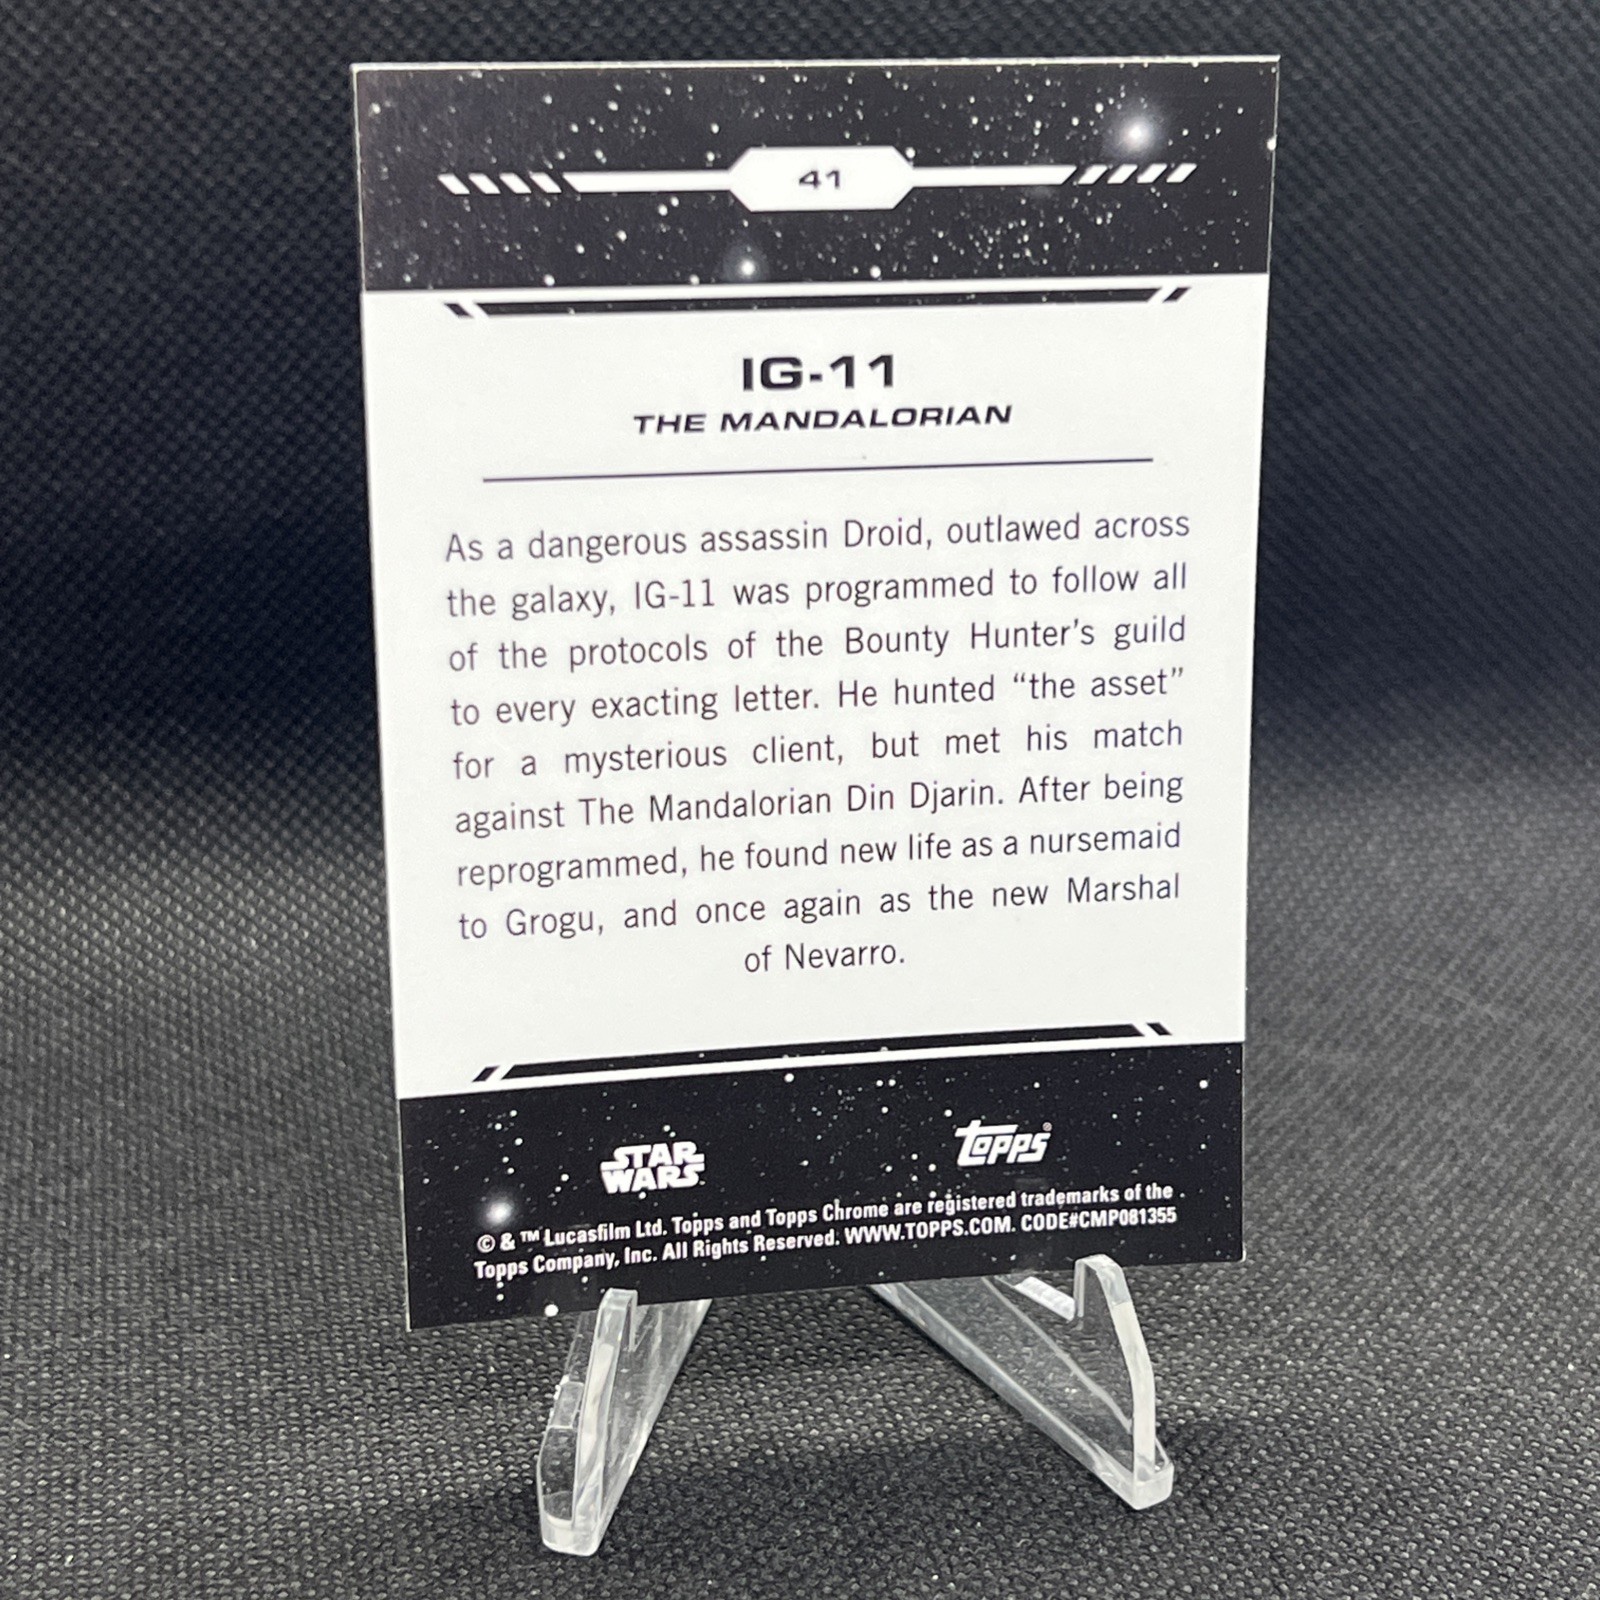 41
IG-11
THE MANDALORIAN
As a dangerous assassin Droid, outlawed across
the galaxy, IG-11 was programmed to follow all
of the protocols of the Bounty Hunter's guild
to every exacting letter. He hunted “the asset”
for a mysterious client, but met his match
against The Mandalorian Din Djarin. After being
reprogrammed, he found new life as a nursemaid
to Grogu, and once again as the new Marshal
of Nevarro.
STAR
WARS
Topps®
© & ™ Lucasfilm Ltd. Topps and Topps Chrome are registered trademarks of the
Topps Company, Inc. All Rights Reserved. WWW.TOPPS.COM. CODE#CMP081355